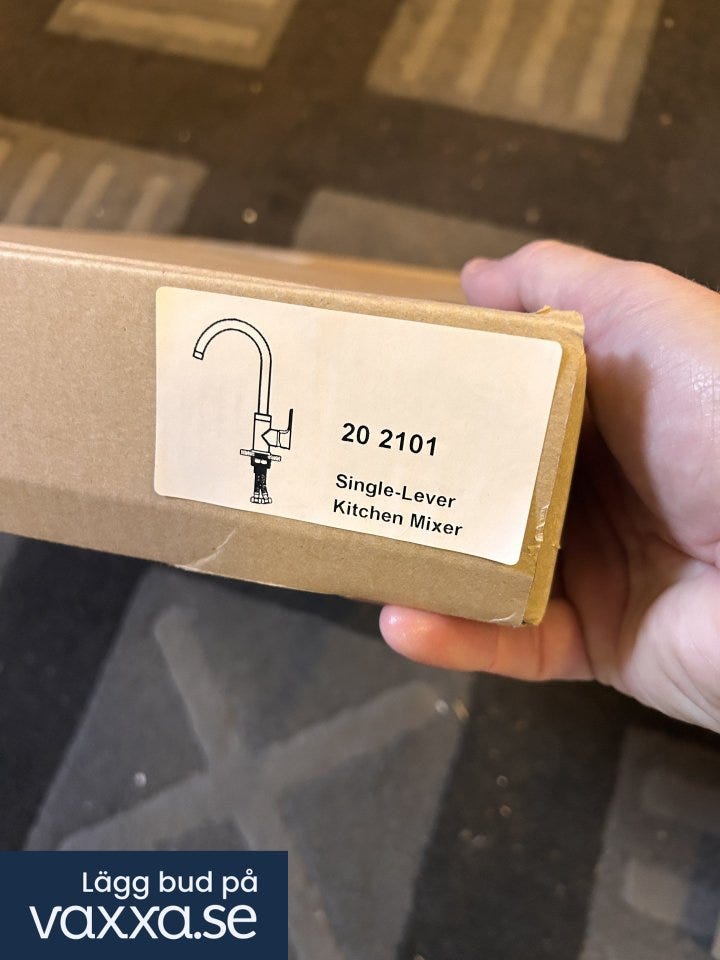 20 2101
Single-Lever
Kitchen Mixer
Lägg bud på
vaxxa.se